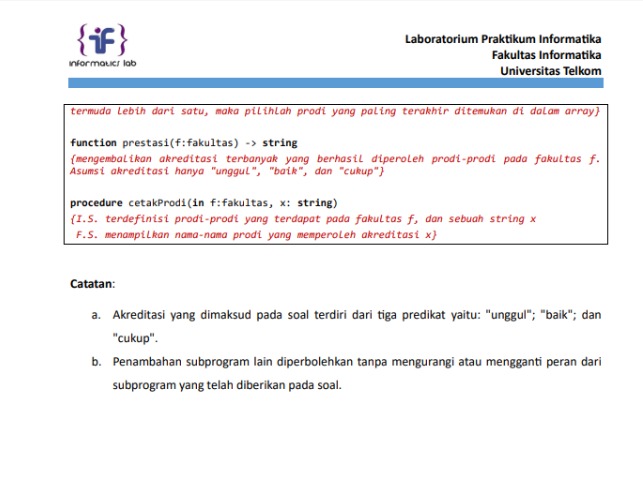 {iF}
informatics lab
Laboratorium Praktikum Informatika
Fakultas Informatika
Universitas Telkom
termuda lebih dari satu, maka pilihlah prodi yang paling terakhir ditemukan di dalam array}
function prestasi(f:fakultas) -> string
{mengembalikan akreditasi terbanyak yang berhasil diperoleh prodi-prodi pada fakultas f.
Asumsi akreditasi hanya "unggul", "baik", dan "cukup"}
procedure cetakProdi(in f:fakultas, x: string)
{I.S. terdefinisi prodi-prodi yang terdapat pada fakultas f, dan sebuah string x
F.S. menampilkan nama-nama prodi yang memperoleh akreditasi x}
Catatan:
a. Akreditasi yang dimaksud pada soal terdiri dari tiga predikat yaitu: "unggul"; "baik"; dan
"cukup".
b. Penambahan subprogram lain diperbolehkan tanpa mengurangi atau mengganti peran dari
subprogram yang telah diberikan pada soal.